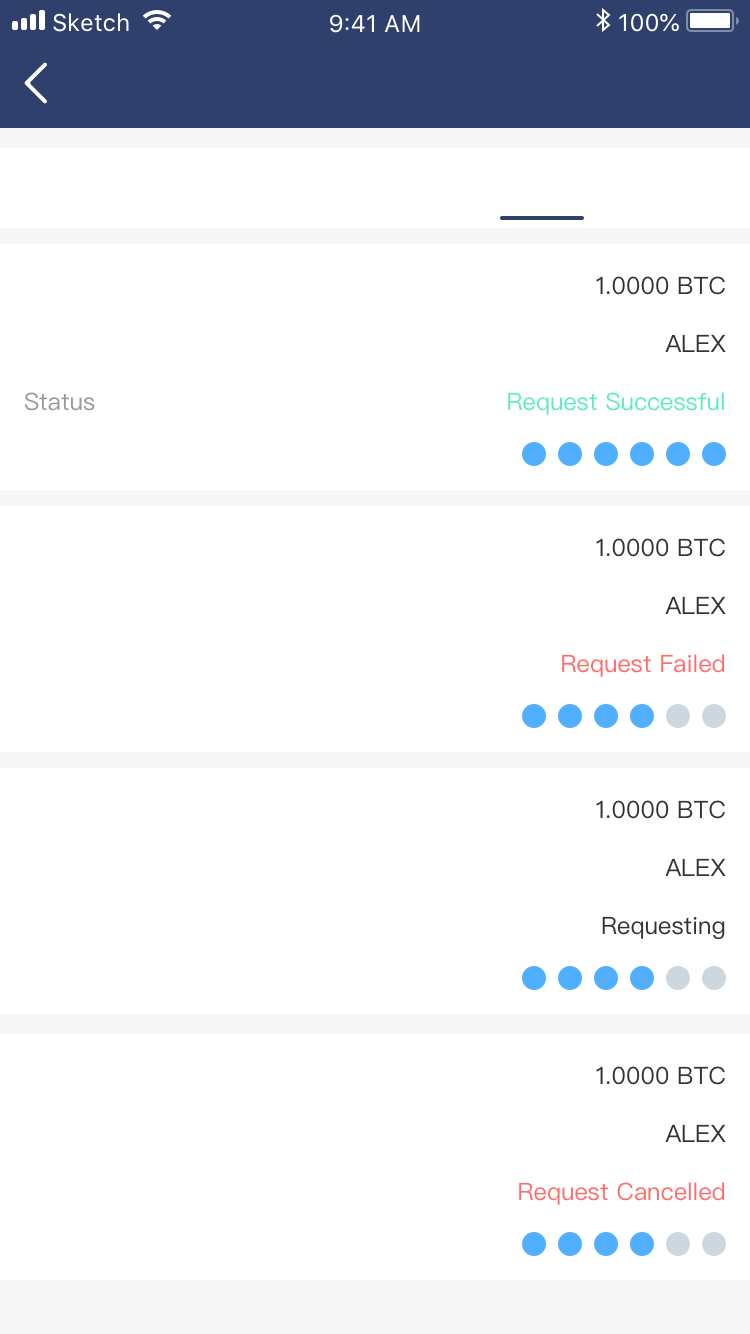 Sketch 9:41 AM 100%
1.0000 BTC
ALEX
Status Request Successful
1.0000 BTC
ALEX
Request Failed
1.0000 BTC
ALEX
Requesting
1.0000 BTC
ALEX
Request Cancelled